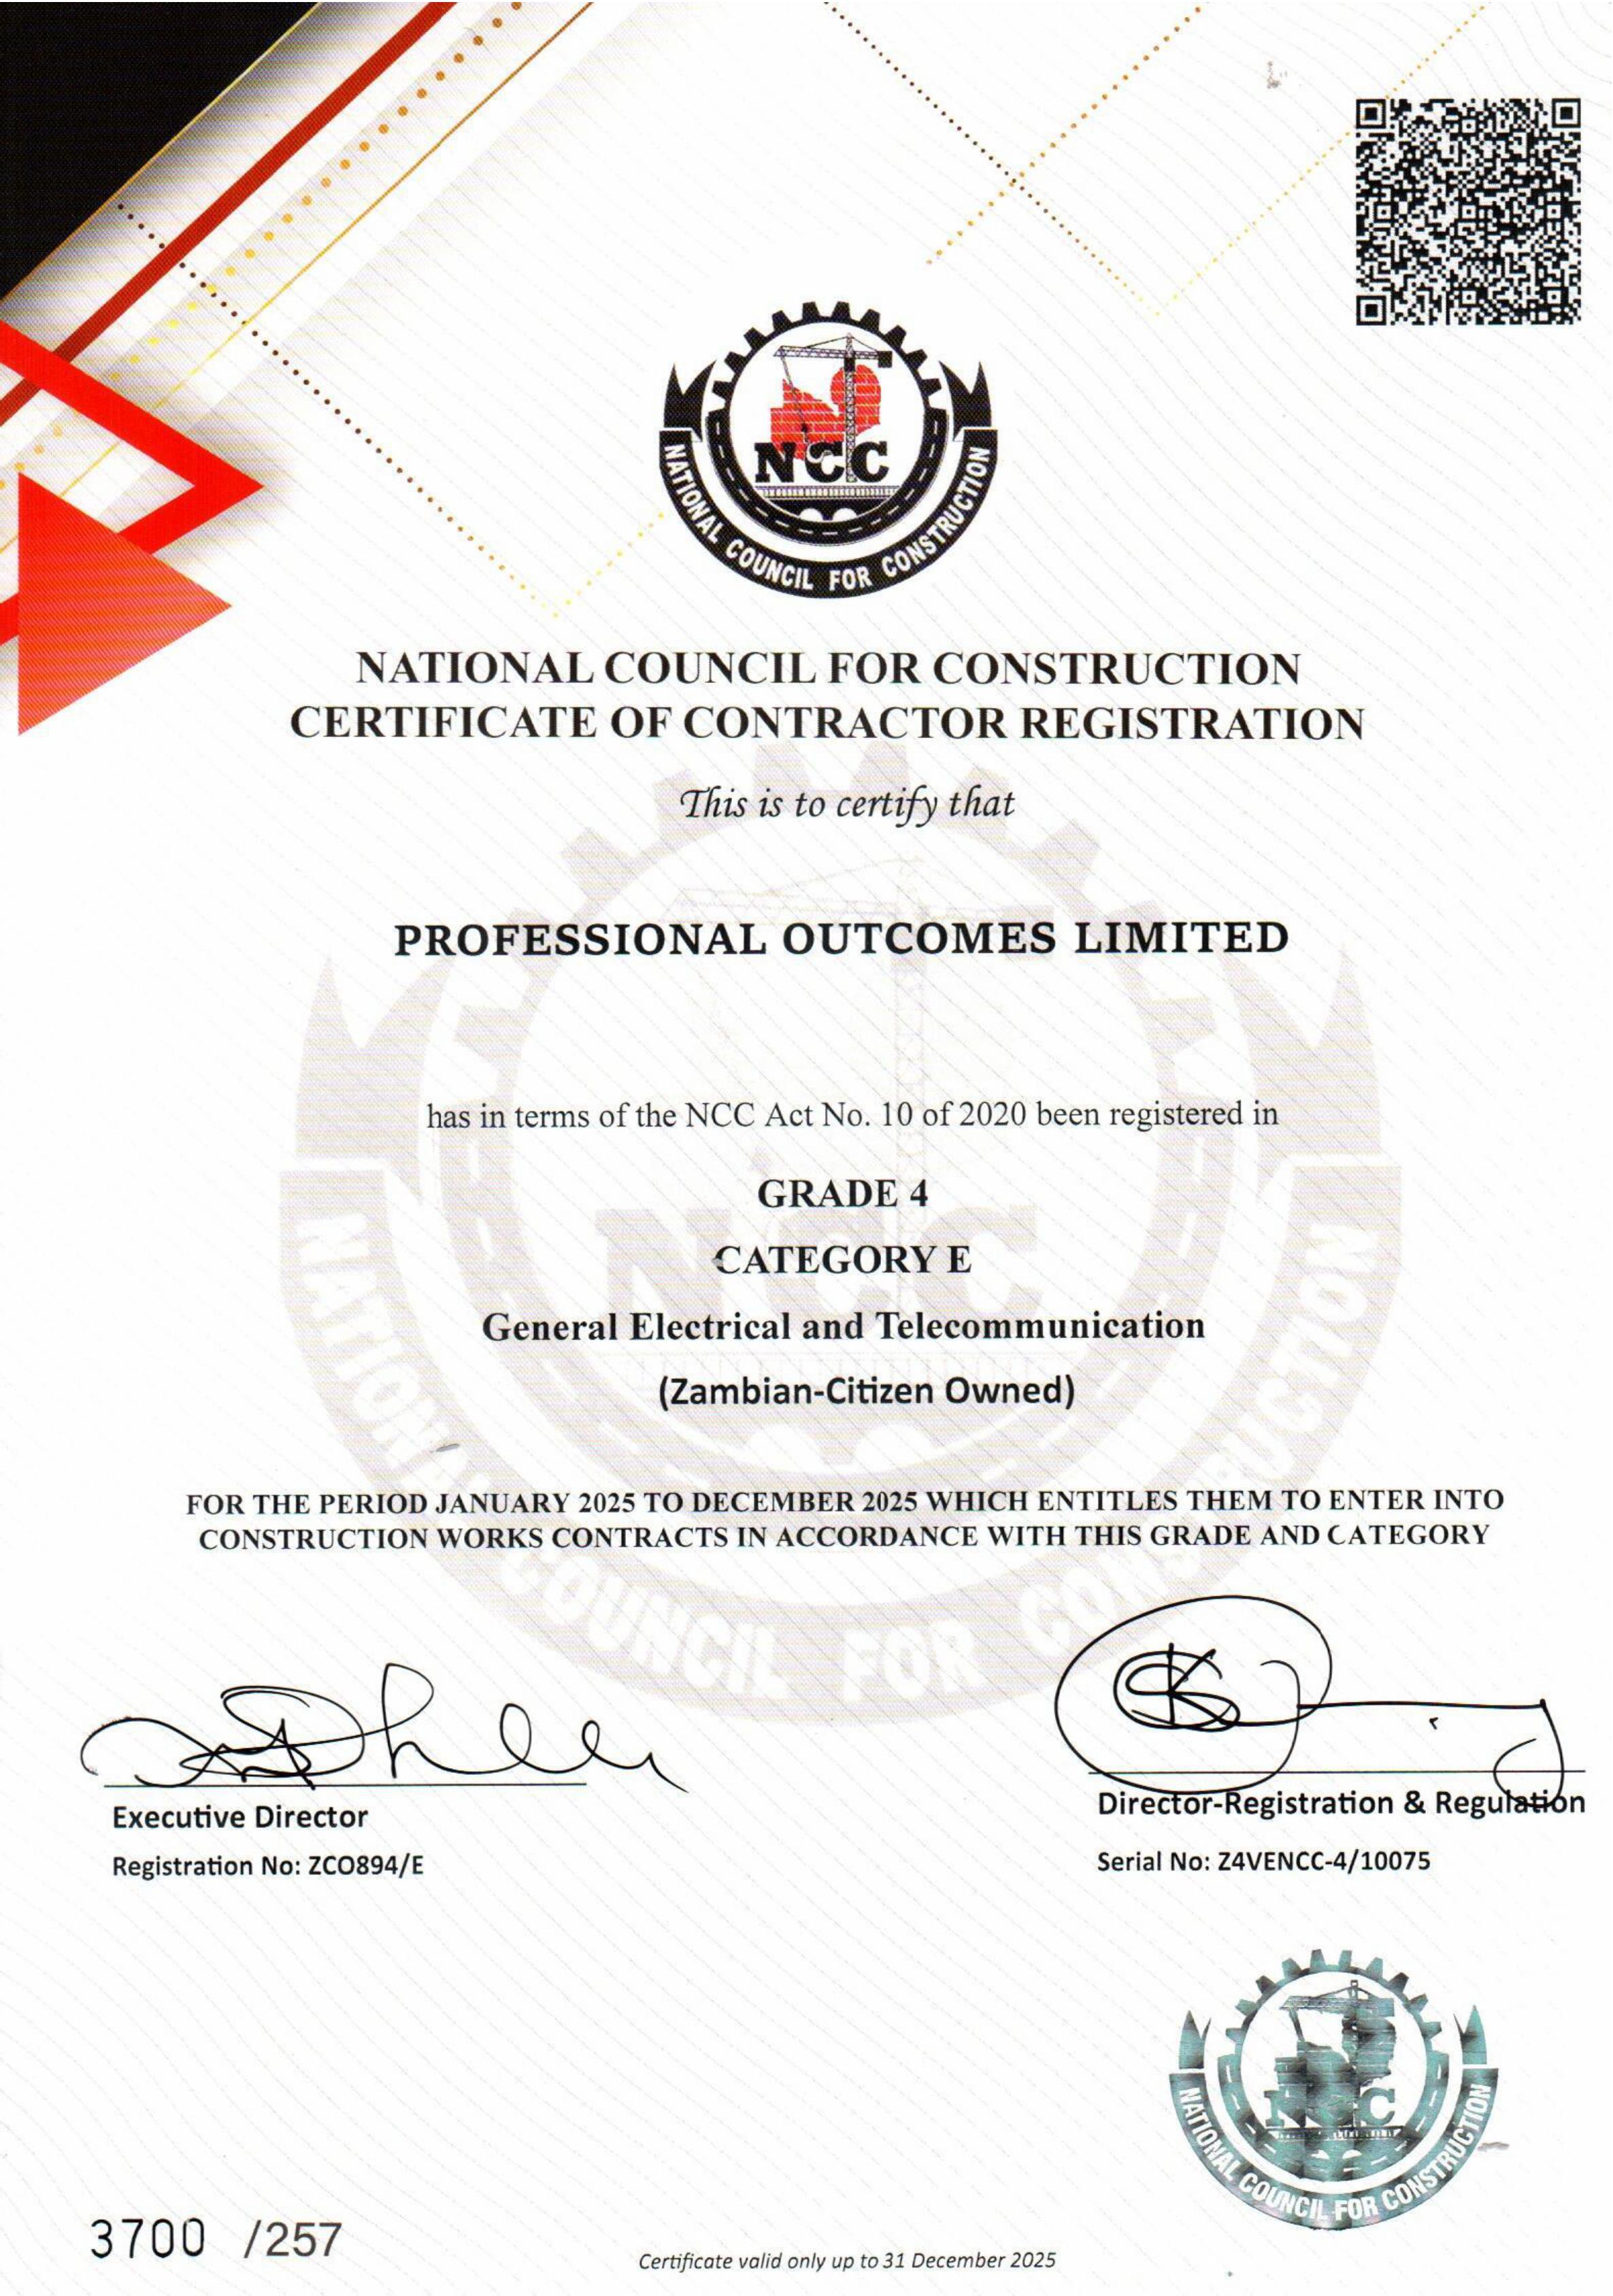 NCC
NATIONAL COUNCIL FOR CONSTRUCTION
NATIONAL COUNCIL FOR CONSTRUCTION
CERTIFICATE OF CONTRACTOR REGISTRATION
This is to certify that
PROFESSIONAL OUTCOMES LIMITED
has in terms of the NCC Act No. 10 of 2020 been registered in
GRADE 4
CATEGORY E
General Electrical and Telecommunication
(Zambian-Citizen Owned)
NCC
NATIONAL COUNCIL FOR CONSTRUCTION
FOR THE PERIOD JANUARY 2025 TO DECEMBER 2025 WHICH ENTITLES THEM TO ENTER INTO
CONSTRUCTION WORKS CONTRACTS IN ACCORDANCE WITH THIS GRADE AND CATEGORY
Executive Director
Registration No: ZCO894/E
Director-Registration & Regulation
Serial No: Z4VENCC-4/10075
NCC
NATIONAL COUNCIL FOR CONSTRUCTION
3700 /257
Certificate valid only up to 31 December 2025